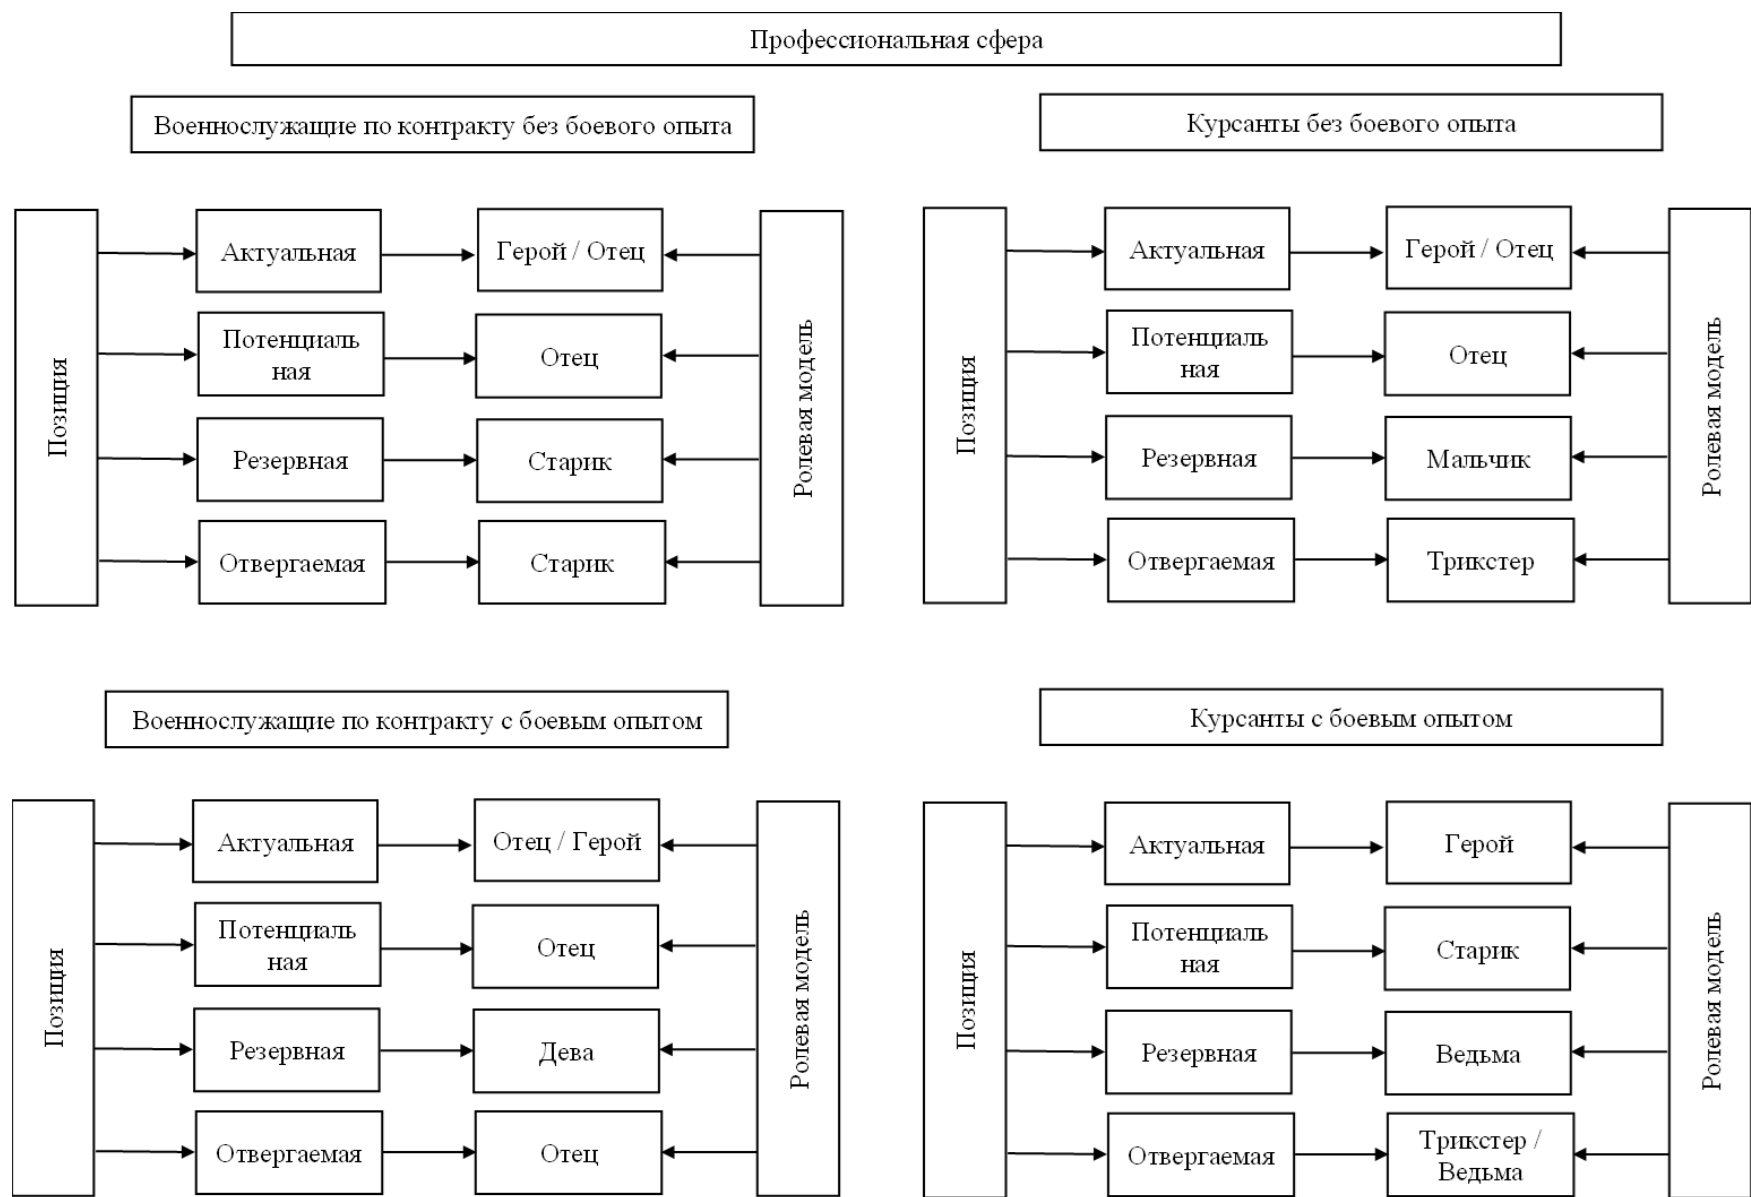 Профессиональная сфера
Военнослужащие по контракту без боевого опыта
Позиция
Актуальная
Герой / Отец
Потенциаль
ная
Отец
Резервная
Старик
Отвергаемая
Старик
Ролевая модель
Курсанты без боевого опыта
Позиция
Актуальная
Герой / Отец
Потенциаль
ная
Отец
Резервная
Мальчик
Отвергаемая
Трикстер
Ролевая модель
Военнослужащие по контракту с боевым опытом
Позиция
Актуальная
Отец / Герой
Потенциаль
ная
Отец
Резервная
Дева
Отвергаемая
Отец
Ролевая модель
Курсанты с боевым опытом
Позиция
Актуальная
Герой
Потенциаль
ная
Старик
Резервная
Ведьма
Отвергаемая
Трикстер /
Ведьма
Ролевая модель